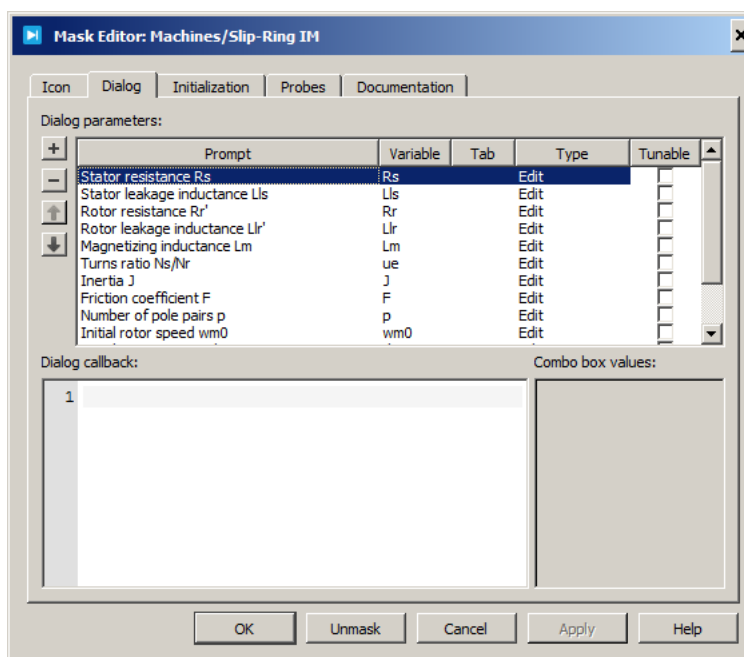 Mask Editor: Machines/Slip-Ring IM
Icon Dialog Initialization Probes Documentation
Dialog parameters:
Prompt Variable Tab Type Tunable
Stator resistance Rs Rs Edit
Stator leakage inductance Lls Lls Edit
Rotor resistance Rr' Rr Edit
Rotor leakage inductance Llr' Llr Edit
Magnetizing inductance Lm Lm Edit
Turns ratio Ns/Nr ue Edit
Inertia J J Edit
Friction coefficient F F Edit
Number of pole pairs p p Edit
Initial rotor speed wm0 wm0 Edit
Dialog callback: Combo box values:
1
OK Unmask Cancel Apply Help